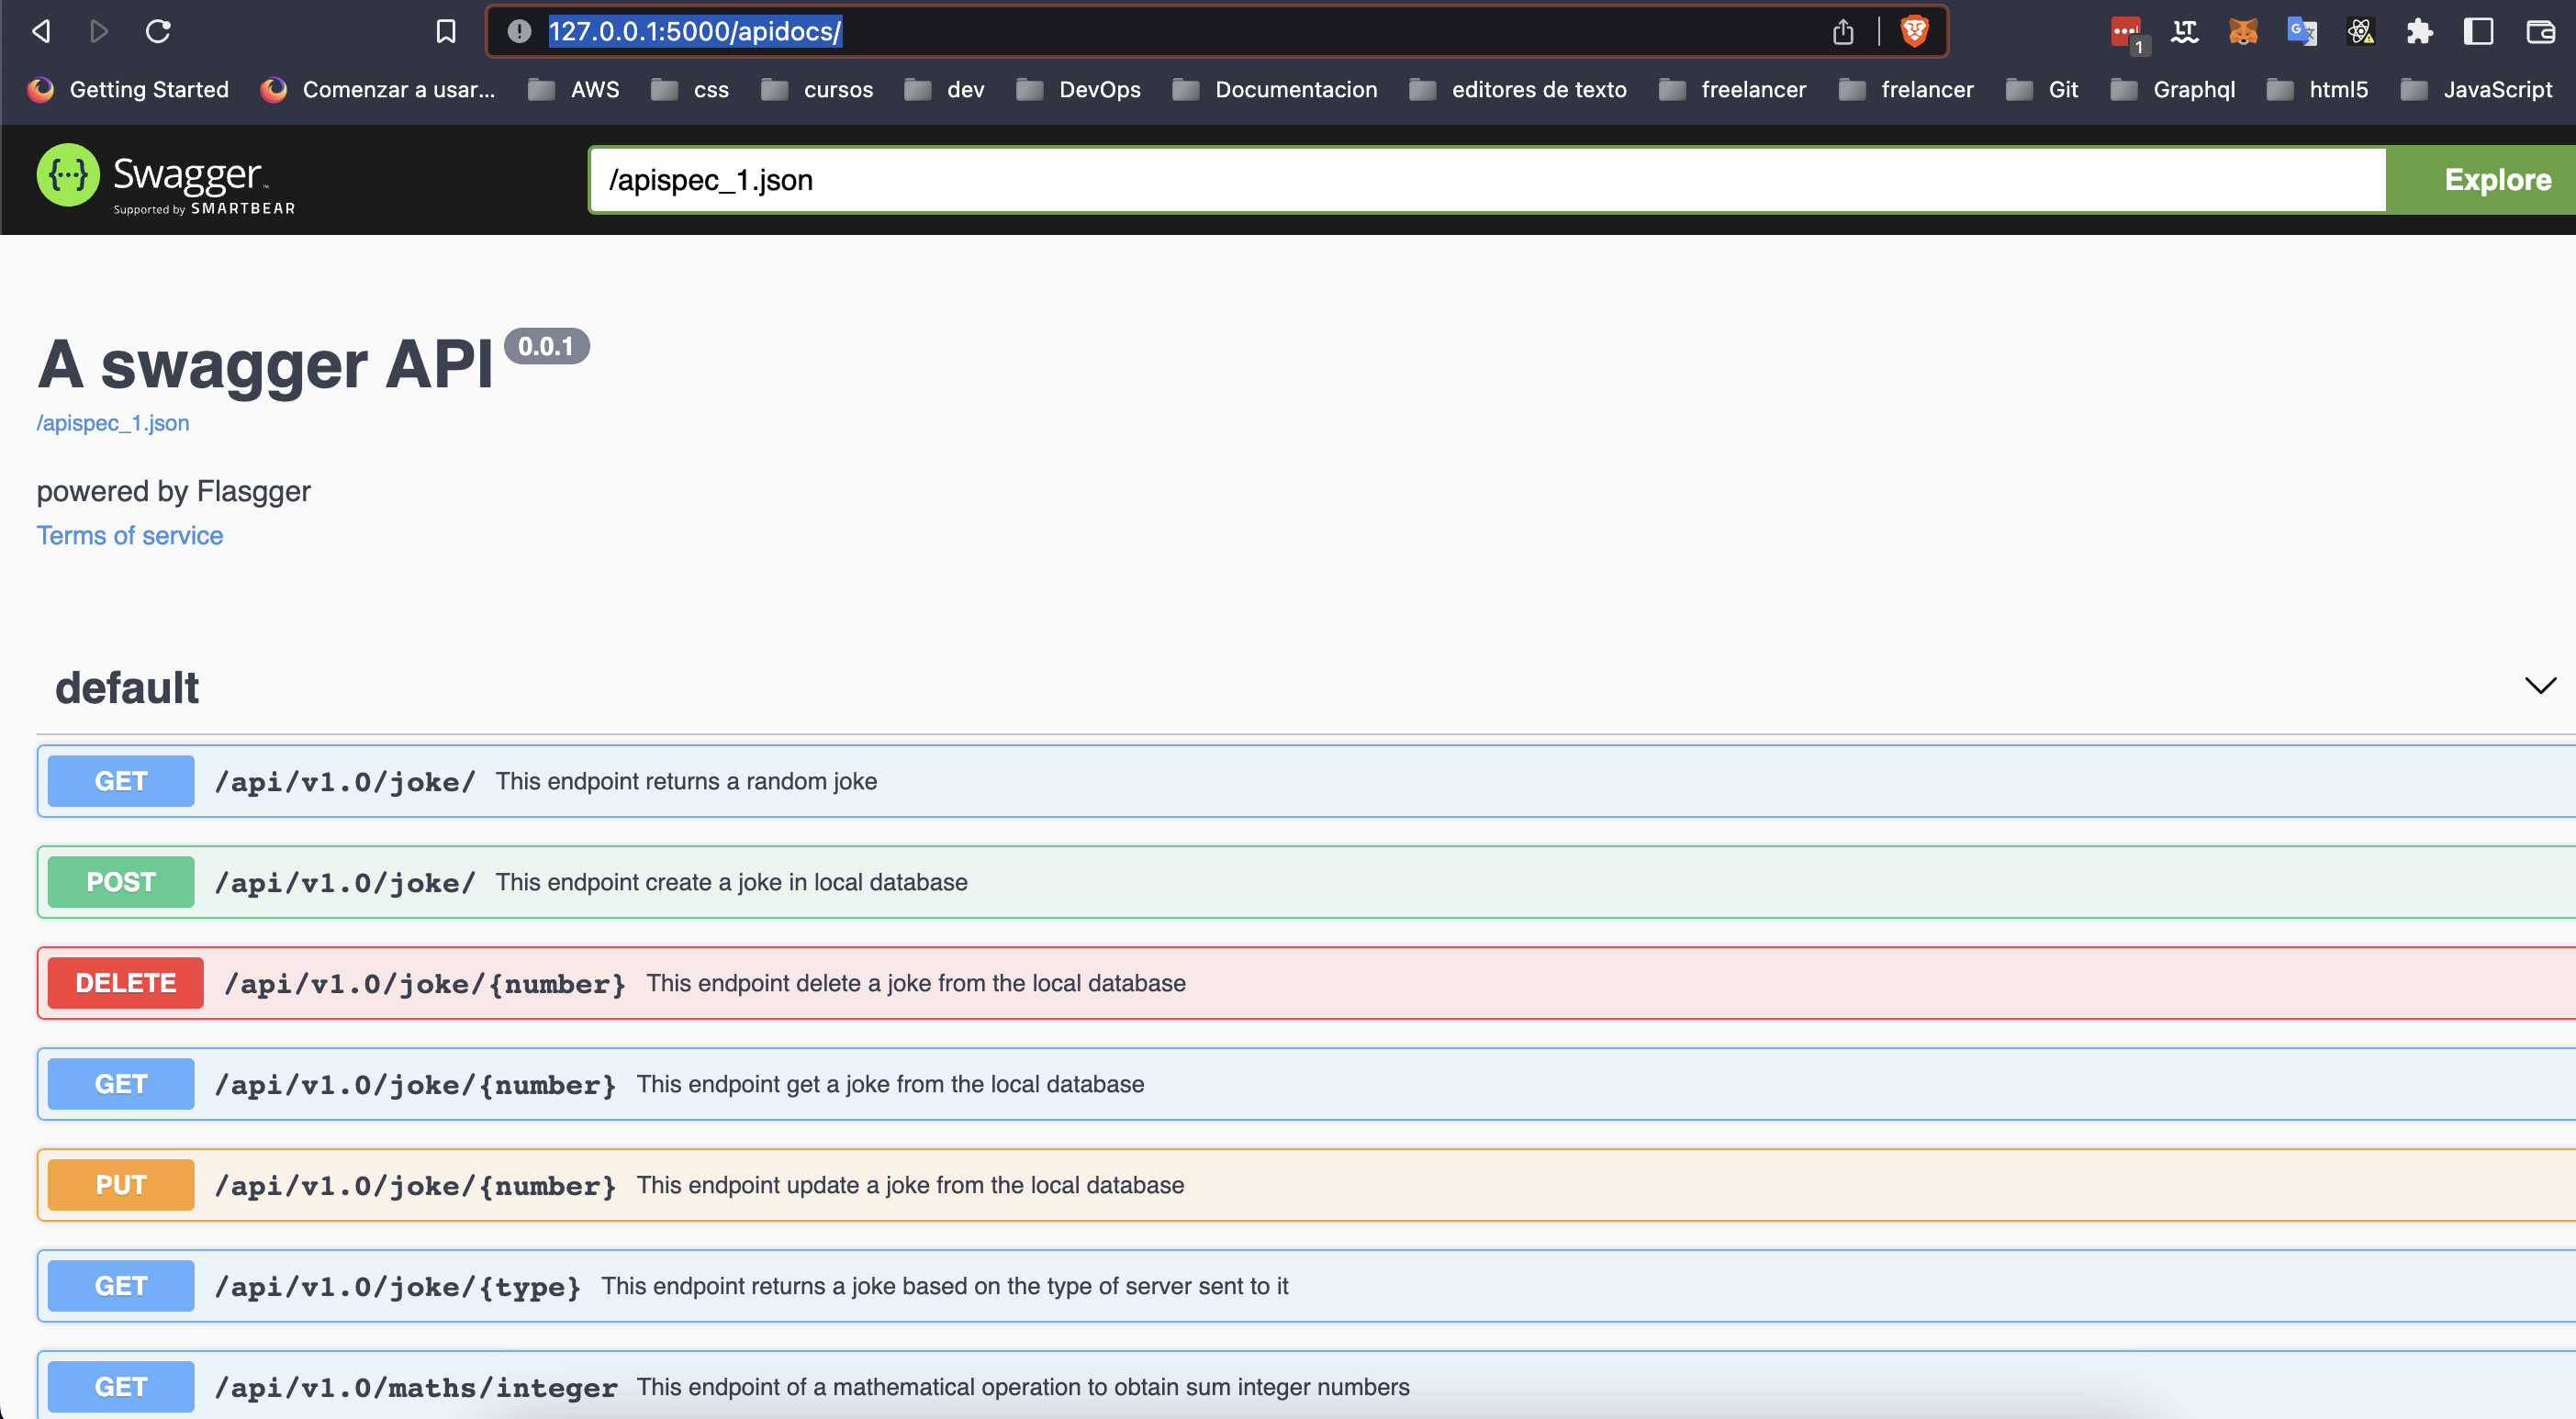 127.0.0.1:5000/apidocs/
1
Getting Started Comenzar a usar... AWS css cursos dev DevOps Documentacion editores de texto freelancer frelancer Git Graphql html5 JavaScript
{···} Swagger
Supported by SMARTBEAR
/apispec_1.json Explore
A swagger API 0.0.1
/apispec_1.json
powered by Flasgger
Terms of service
default
GET /api/v1.0/joke/ This endpoint returns a random joke
POST /api/v1.0/joke/ This endpoint create a joke in local database
DELETE /api/v1.0/joke/{number} This endpoint delete a joke from the local database
GET /api/v1.0/joke/{number} This endpoint get a joke from the local database
PUT /api/v1.0/joke/{number} This endpoint update a joke from the local database
GET /api/v1.0/joke/{type} This endpoint returns a joke based on the type of server sent to it
GET /api/v1.0/maths/integer This endpoint of a mathematical operation to obtain sum integer numbers